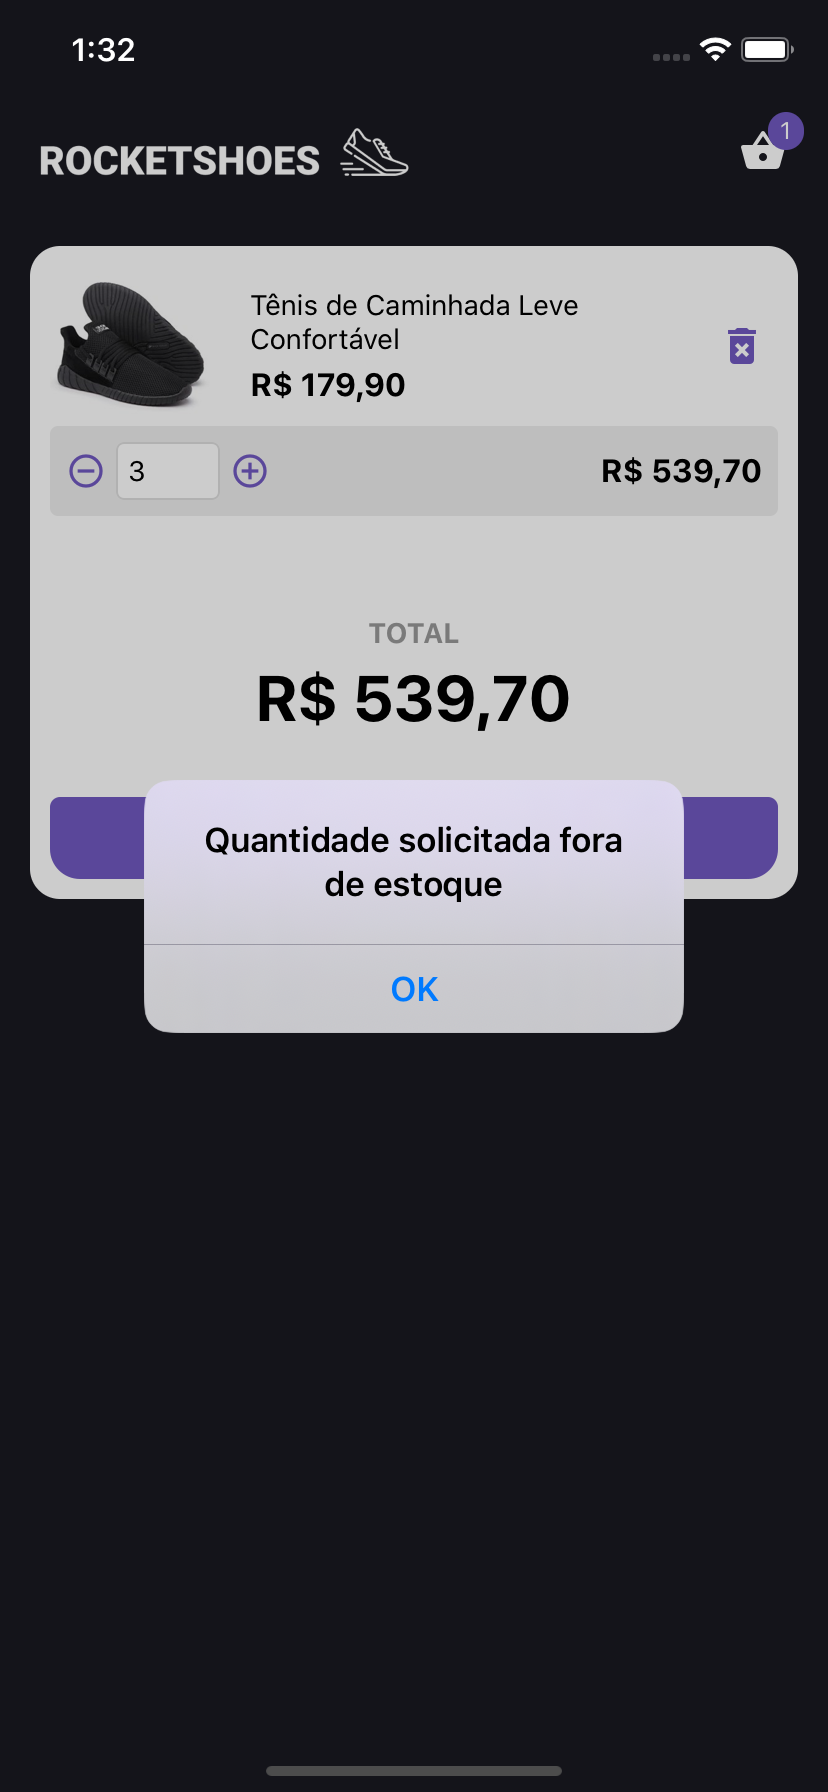 1:32
ROCKETSHOES
1
Tênis de Caminhada Leve
Confortável
R$ 179,90
3
R$ 539,70
TOTAL
R$ 539,70
Quantidade solicitada fora
de estoque
OK